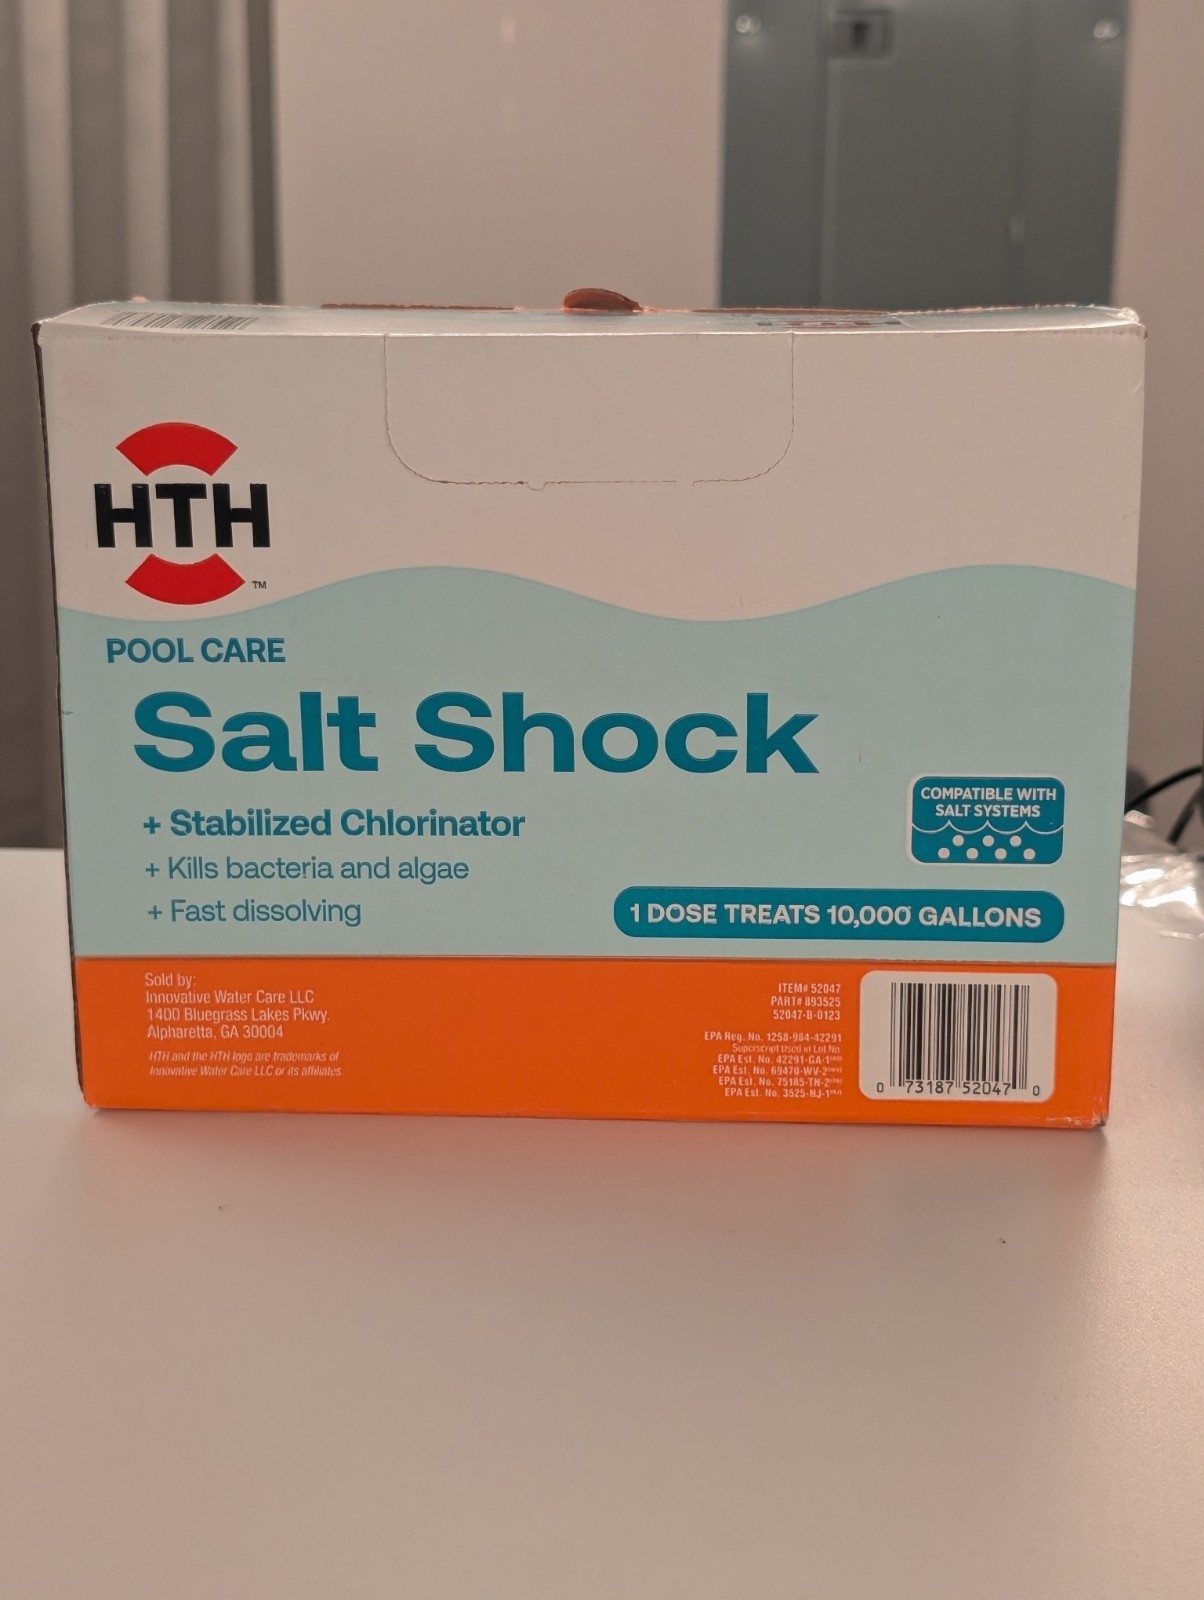 HTH
™
POOL CARE
Salt Shock
+ Stabilized Chlorinator
+ Kills bacteria and algae
+ Fast dissolving
COMPATIBLE WITH
SALT SYSTEMS
1 DOSE TREATS 10,000 GALLONS
Sold by:
Innovative Water Care LLC
1400 Bluegrass Lakes Pkwy.
Alpharetta, GA 30004
HTH and the HTH logo are trademarks of
Innovative Water Care LLC or its affiliates
ITEM# 52047
PART# 893525
52047-B-0123
EPA Reg. No. 1258-984-42291
Superscript Used in Lot No
EPA Est. No. 42291-GA-1
EPA Est. No. 69470-WV-2
EPA Est. No. 75185-TN-2
EPA Est. No. 3525-NJ-1
0 73187 52047 0